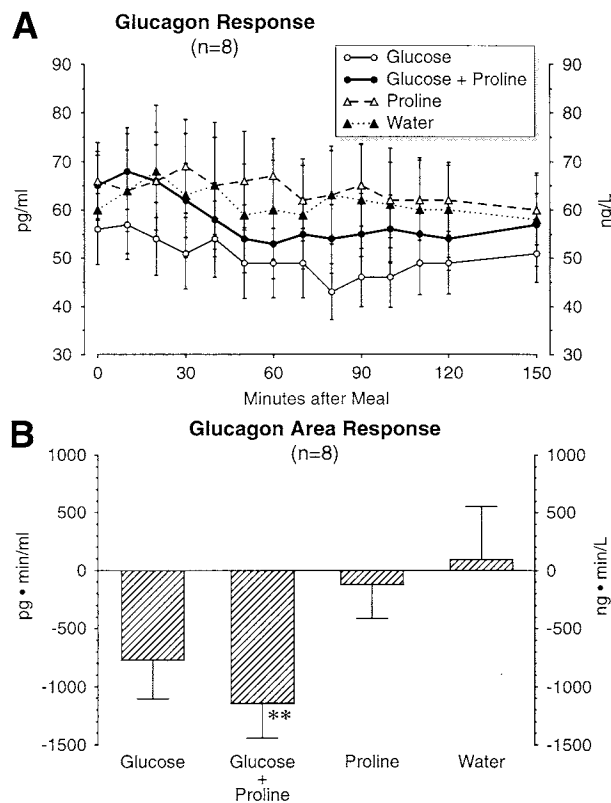 A
Glucagon Response
(n=8)
Glucose
Glucose + Proline
Proline
Water
pg/ml
90
80
70
60
50
40
30
90
80
70
60
50
40
30
ng/L
0 30 60 90 120 150
Minutes after Meal
B
Glucagon Area Response
(n=8)
pg • min/ml
1000
500
0
-500
-1000
-1500
1000
500
0
-500
-1000
-1500
ng • min/L
**
Glucose
Glucose
+
Proline
Proline
Water